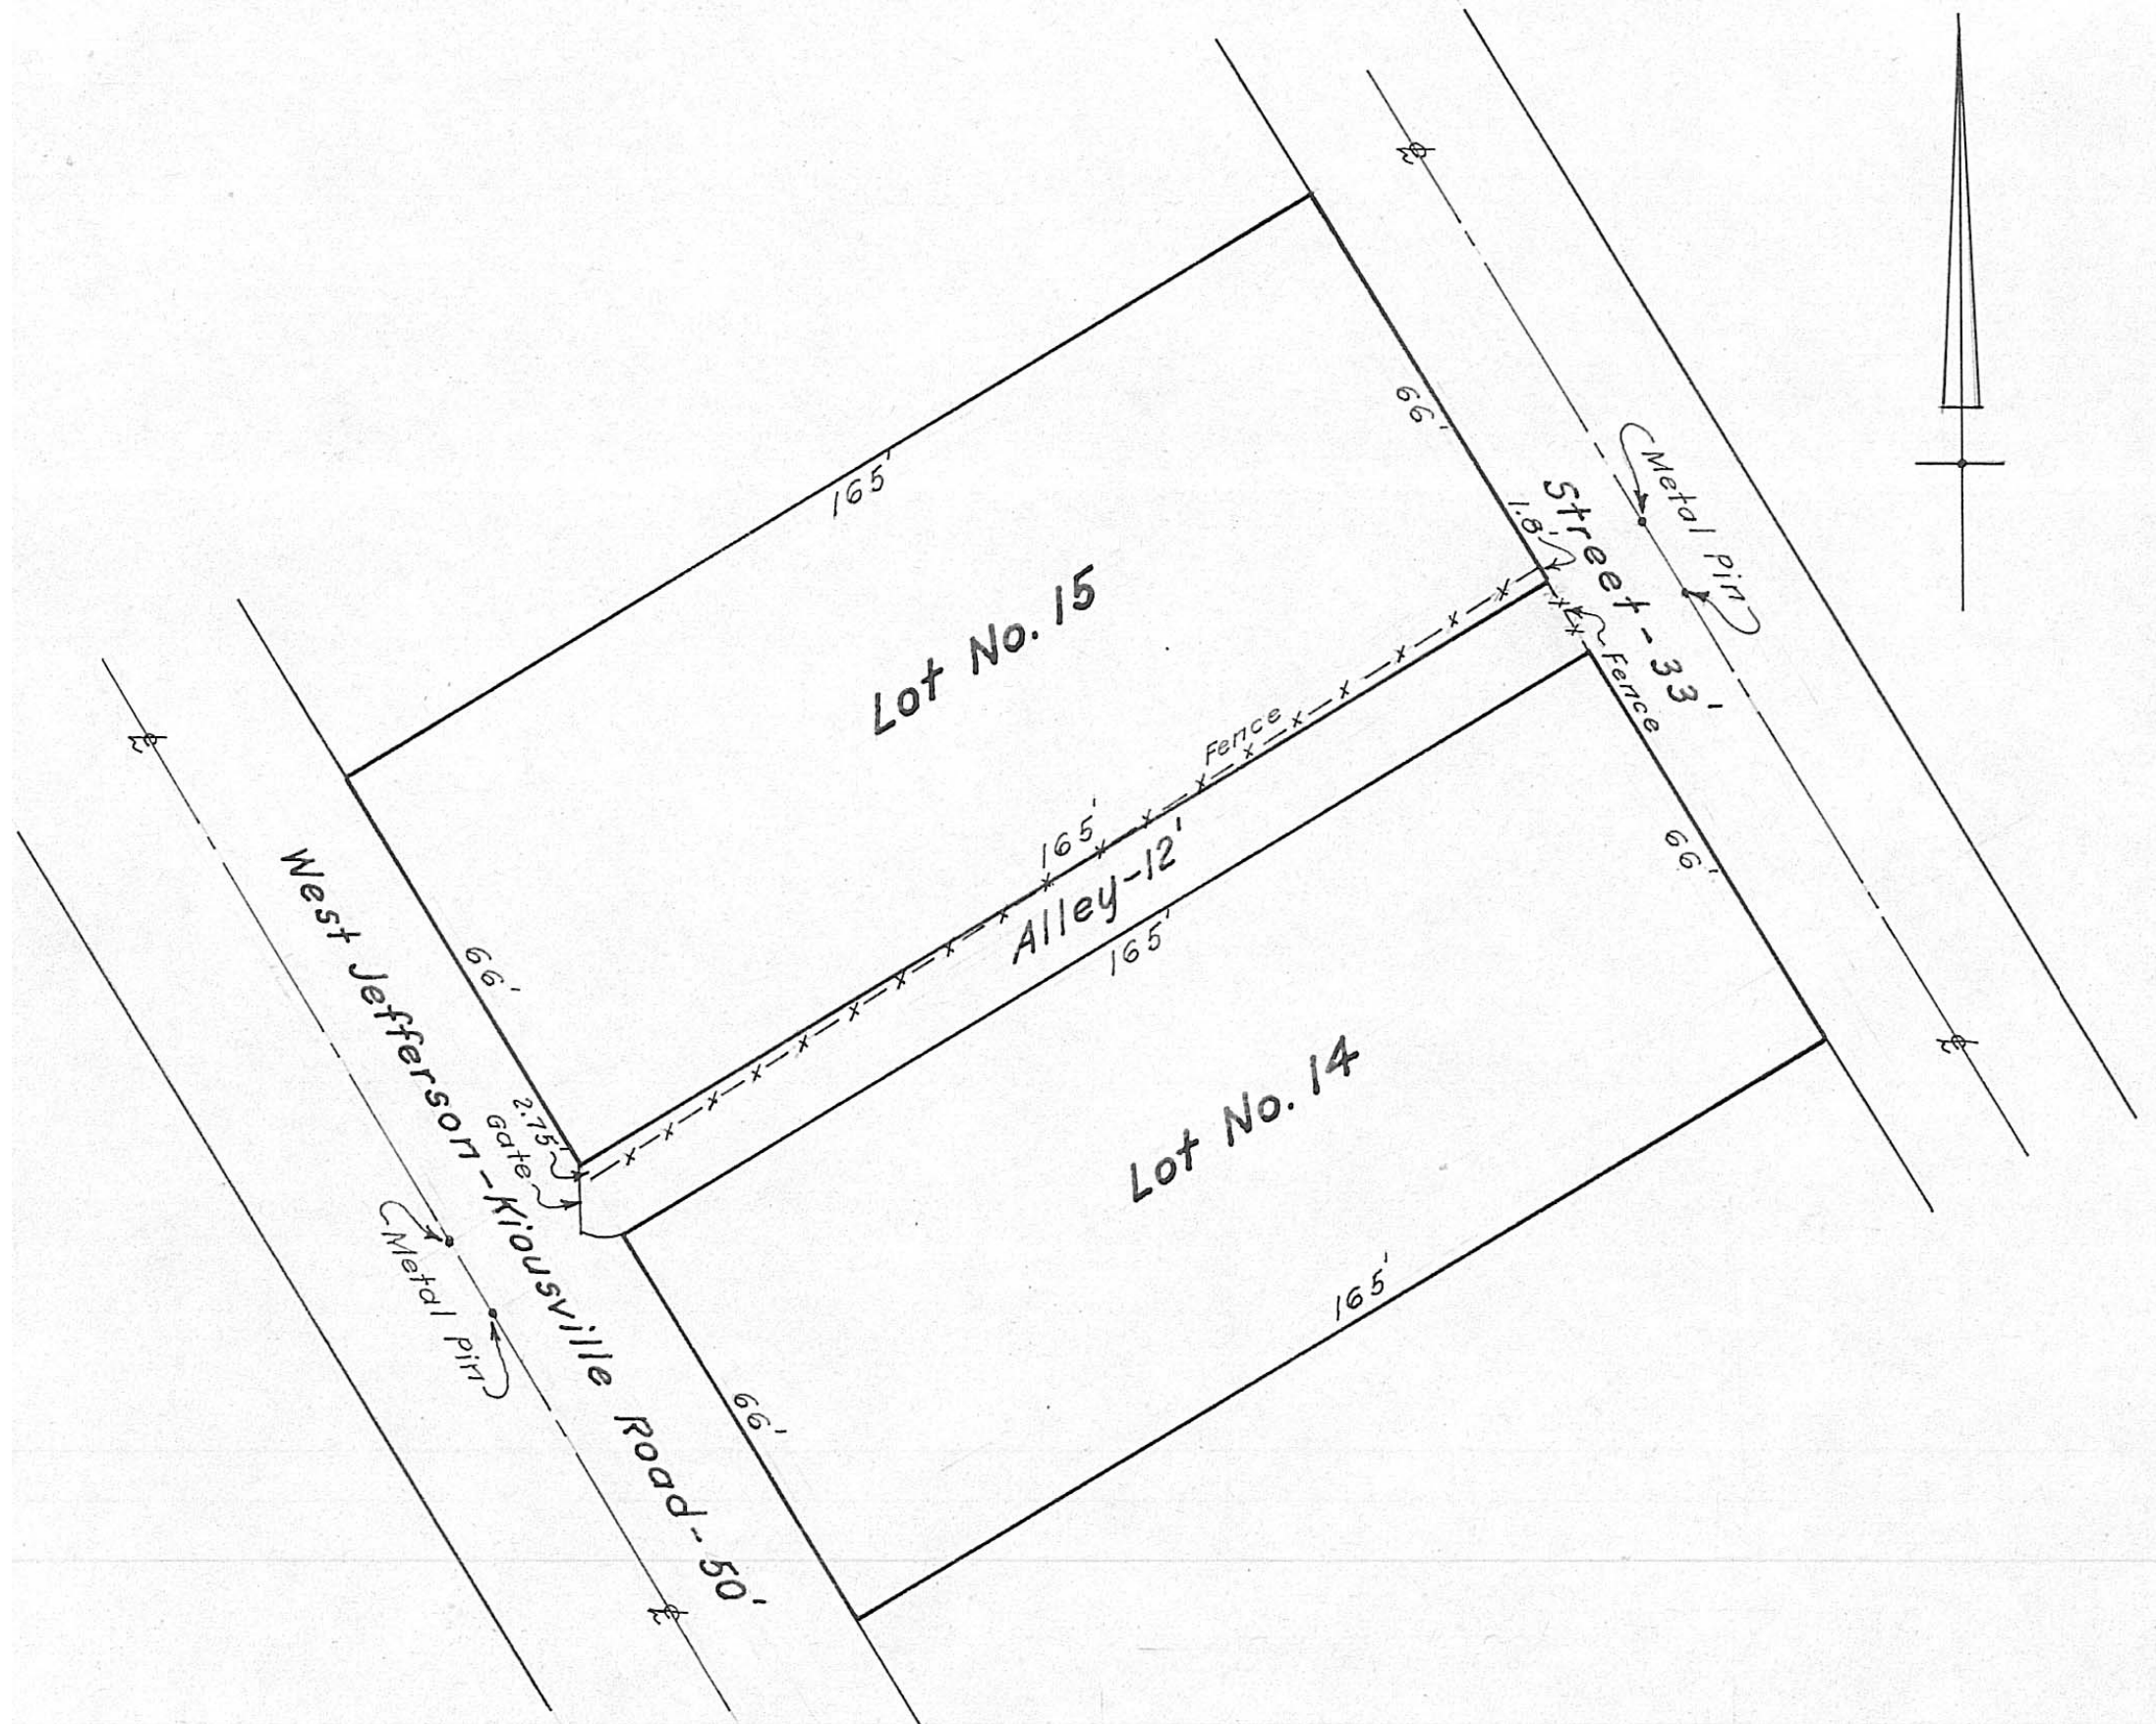 165'
66'
Metal Pin
1.8'
Street - 33'
Lot No. 15
Fence
Fence
165'
Alley - 12'
165'
66'
66'
West Jefferson - Kiousville Road - 50'
2.75'
Gate
Metal Pin
Lot No. 14
165'
66'